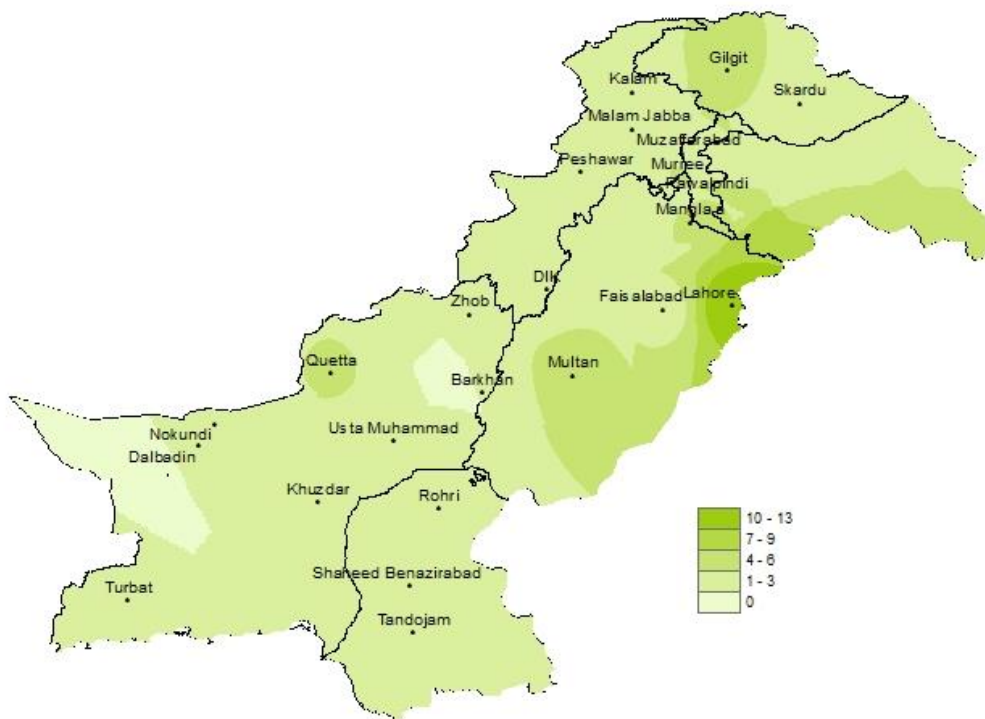 Gilgit
Kalam
Skardu
Malam Jabba
Muzaffarabad
Peshawar
Murree
Rawalpindi
Mangla
DIK
Zhob
Faisalabad
Lahore
Quetta
Multan
Barkhan
Usta Muhammad
Nokundi
Dalbadin
Khuzdar
Rohri
10 - 13
7 - 9
4 - 6
1 - 3
0
Shaheed Benazirabad
Turbat
Tandojam